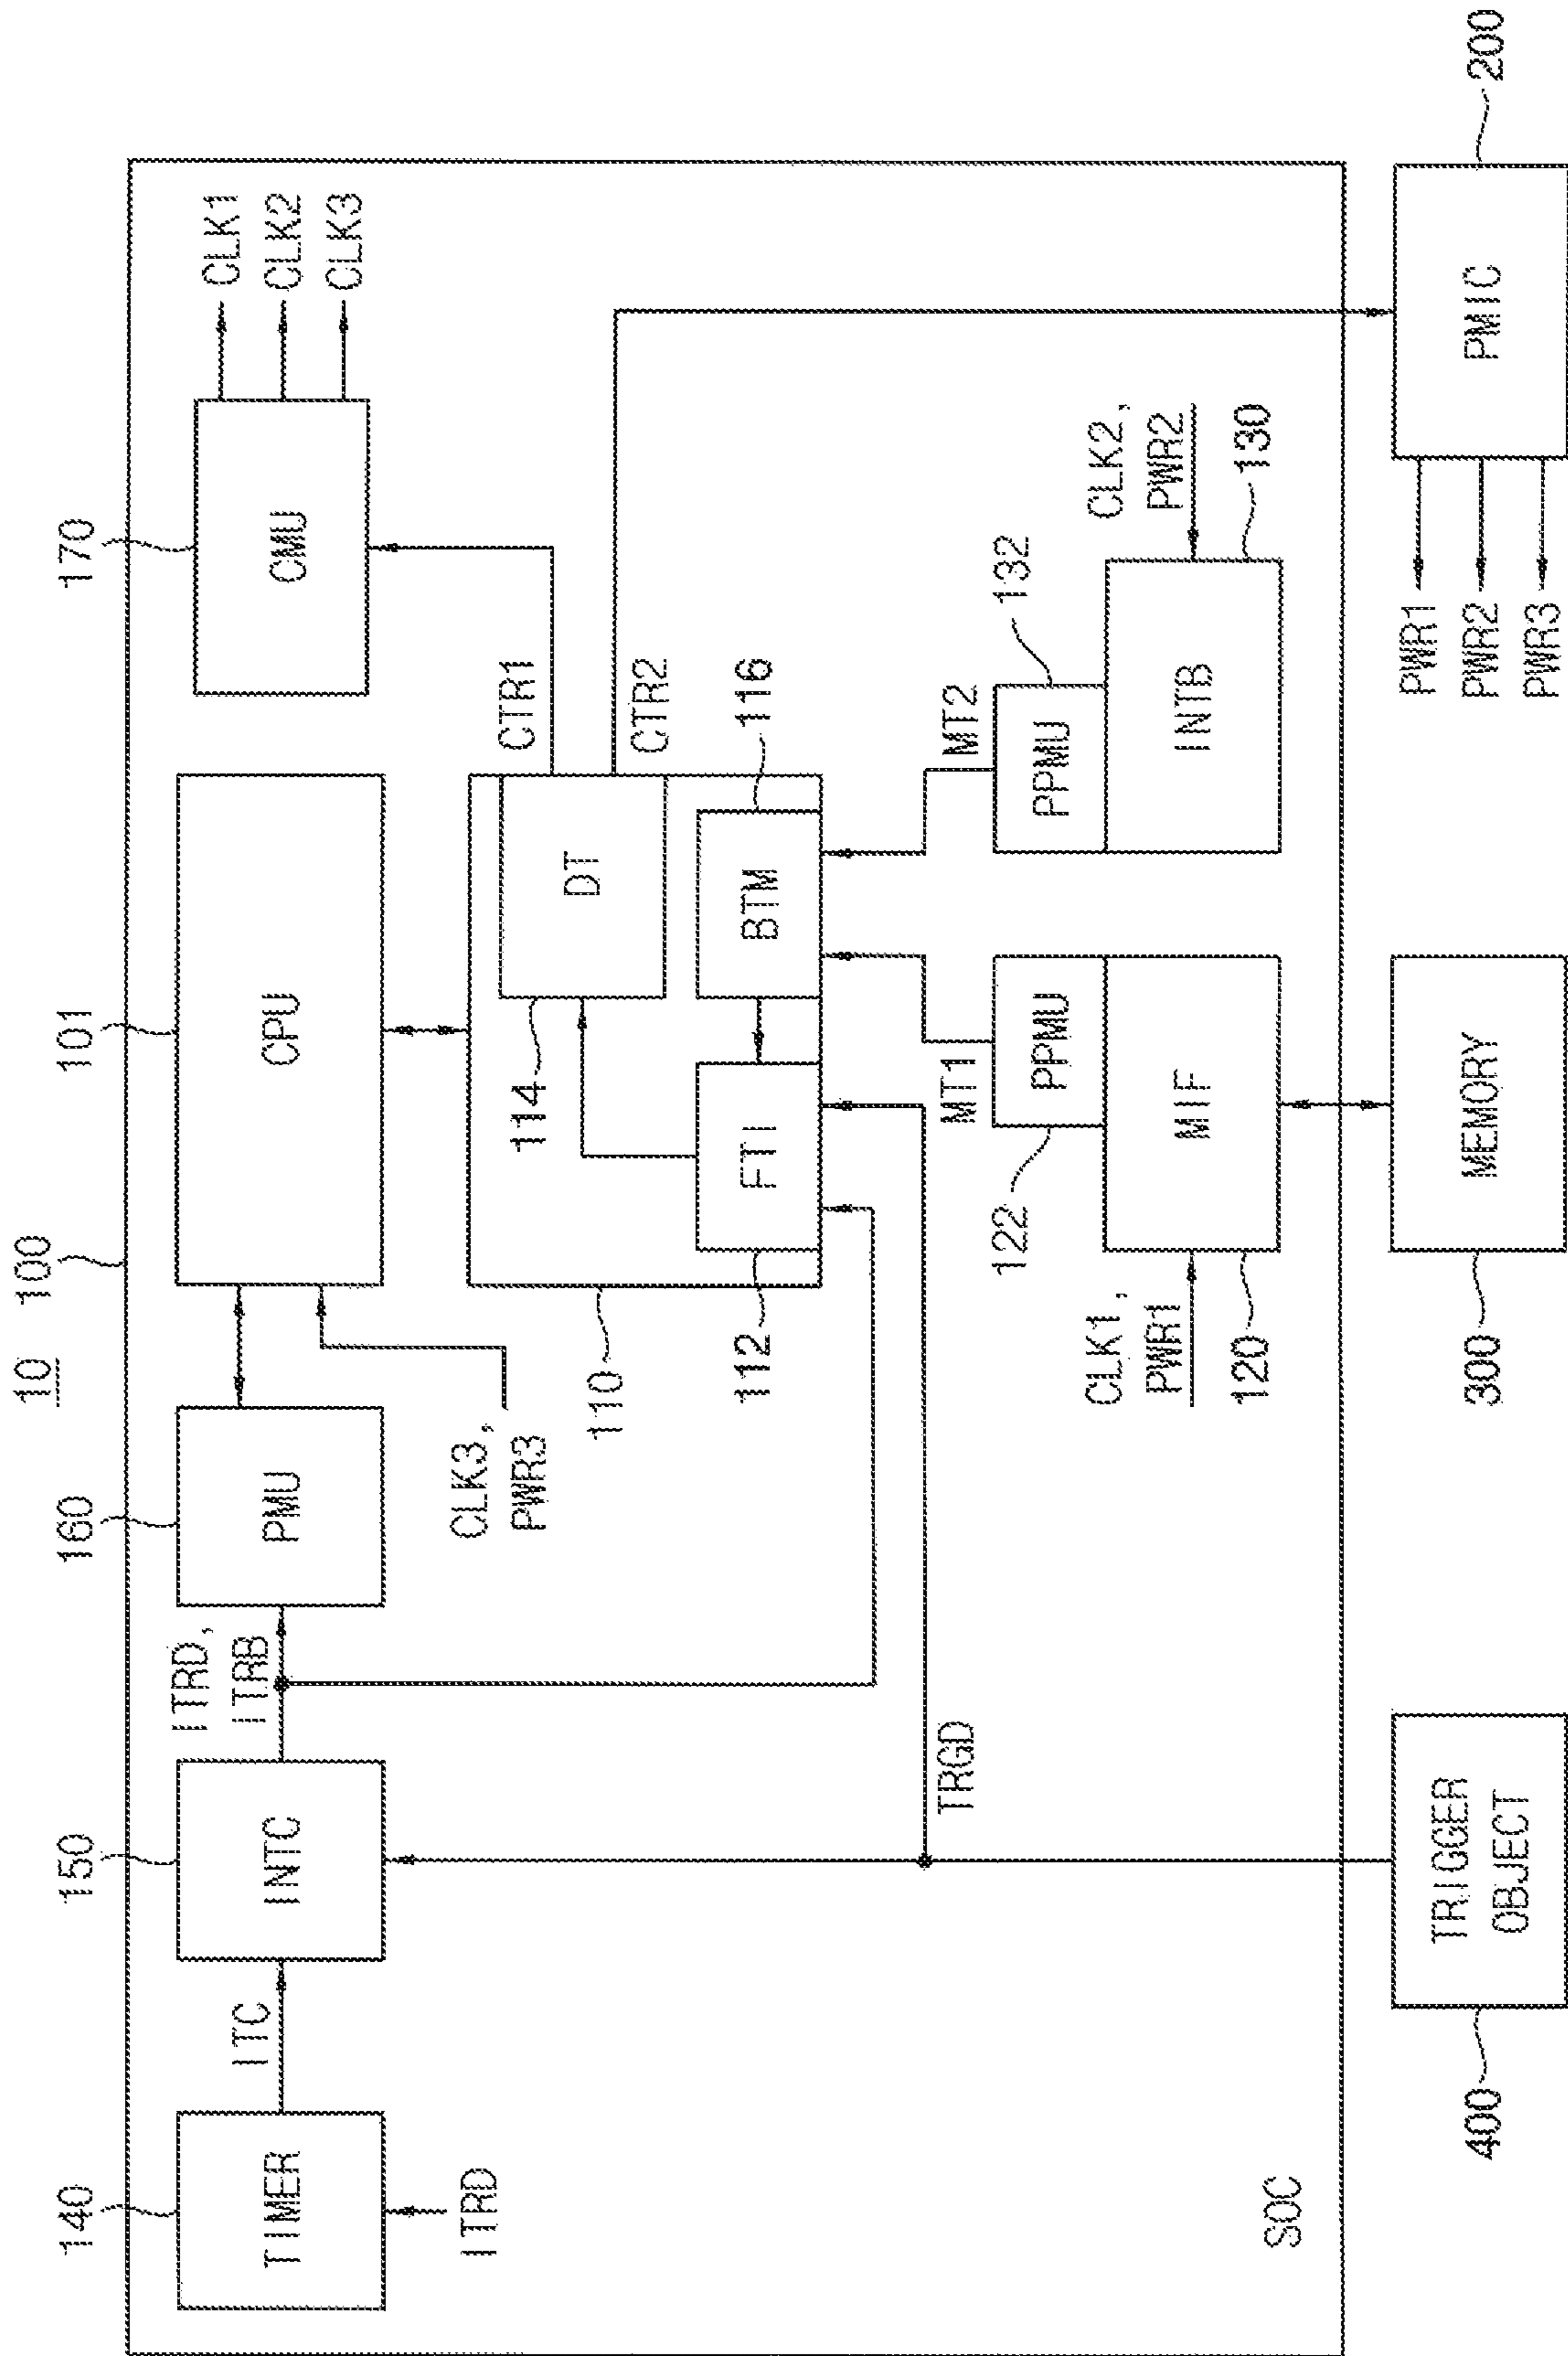 10
100
140
150
160
101
170
TIMER
ITC
INTC
ITRD,
ITRB
PMU
CPU
CMU
CLK1
CLK2
CLK3
ITRD
CLK3,
PWR3
110
114
DT
CTR1
CTR2
112
FTI
BTM
116
TRGD
MT1
MT2
122
PPMU
132
PPMU
CLK1,
PWR1
CLK2,
PWR2
120
MIF
INTB
130
SOC
400
TRIGGER
OBJECT
300
MEMORY
PWR1
PWR2
PWR3
PMIC
200